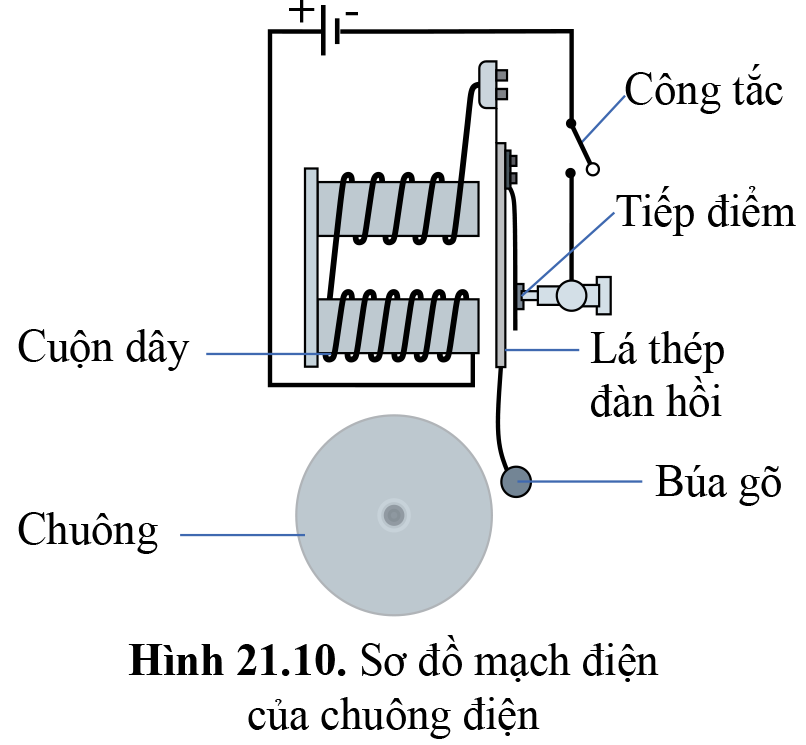 + -
Công tắc
Tiếp điểm
Cuộn dây
Lá thép
đàn hồi
Búa gõ
Chuông
Hình 21.10. Sơ đồ mạch điện
của chuông điện